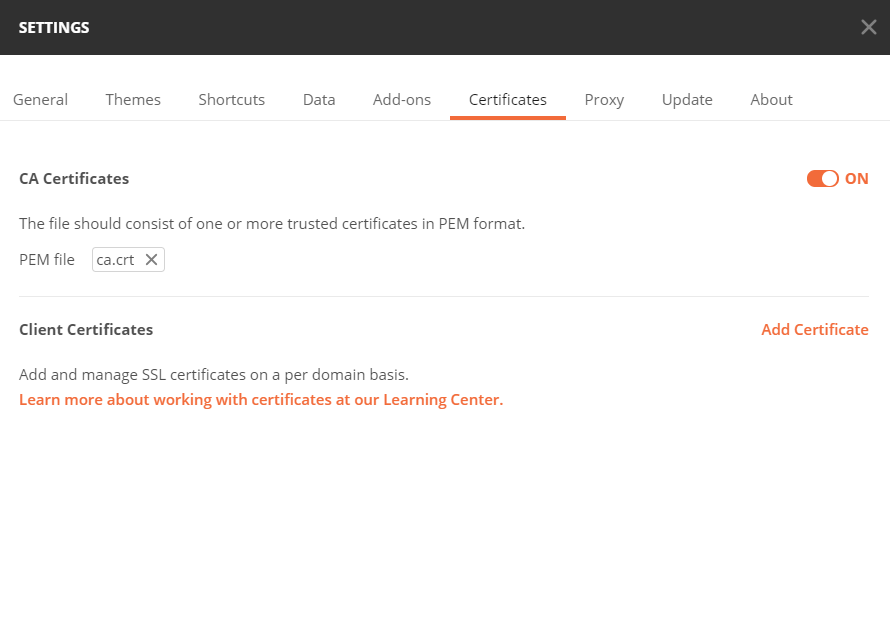 SETTINGS
General Themes Shortcuts Data Add-ons Certificates Proxy Update About
CA Certificates ON
The file should consist of one or more trusted certificates in PEM format.
PEM file ca.crt
Client Certificates Add Certificate
Add and manage SSL certificates on a per domain basis.
Learn more about working with certificates at our Learning Center.